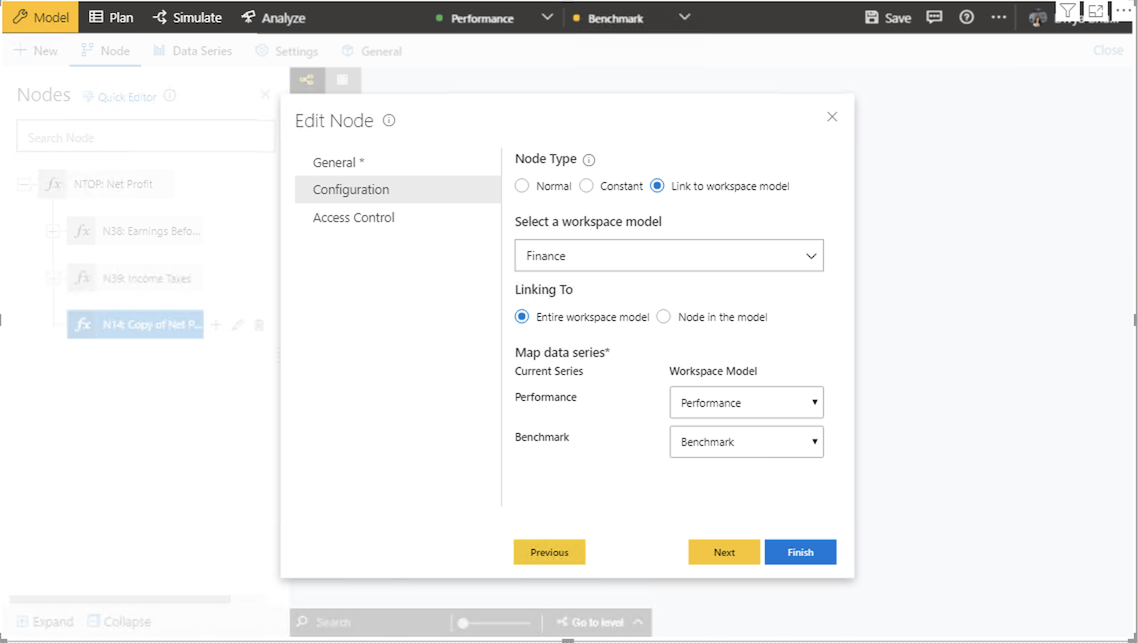 Model Plan Simulate Analyze Performance Benchmark Save
New Node Data Series Settings General Close
Nodes Quick Editor
Search Node
NTOP: Net Profit
N38: Earnings Befo...
N39: Income Taxes
N14: Copy of Net P...
Expand Collapse
Edit Node
General *
Configuration
Access Control
Node Type
Normal Constant Link to workspace model
Select a workspace model
Finance
Linking To
Entire workspace model Node in the model
Map data series*
Current Series Workspace Model
Performance Performance
Benchmark Benchmark
Previous Next Finish
Search Go to level